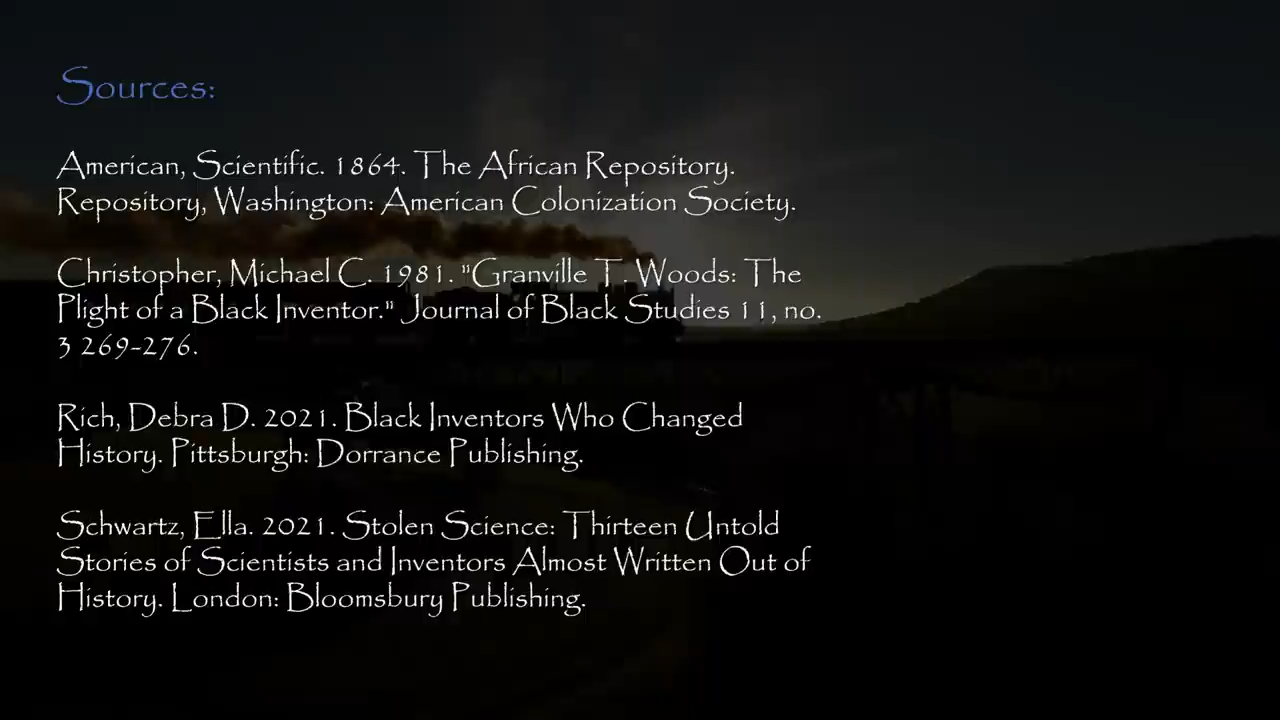 Sources:
American, Scientific. 1864. The African Repository.
Repository, Washington: American Colonization Society.
Christopher, Michael C. 1981. "Granville T. Woods: The
Plight of a Black Inventor." Journal of Black Studies 11, no.
3 269-276.
Rich, Debra D. 2021. Black Inventors Who Changed
History. Pittsburgh: Dorrance Publishing.
Schwartz, Ella. 2021. Stolen Science: Thirteen Untold
Stories of Scientists and Inventors Almost Written Out of
History. London: Bloomsbury Publishing.